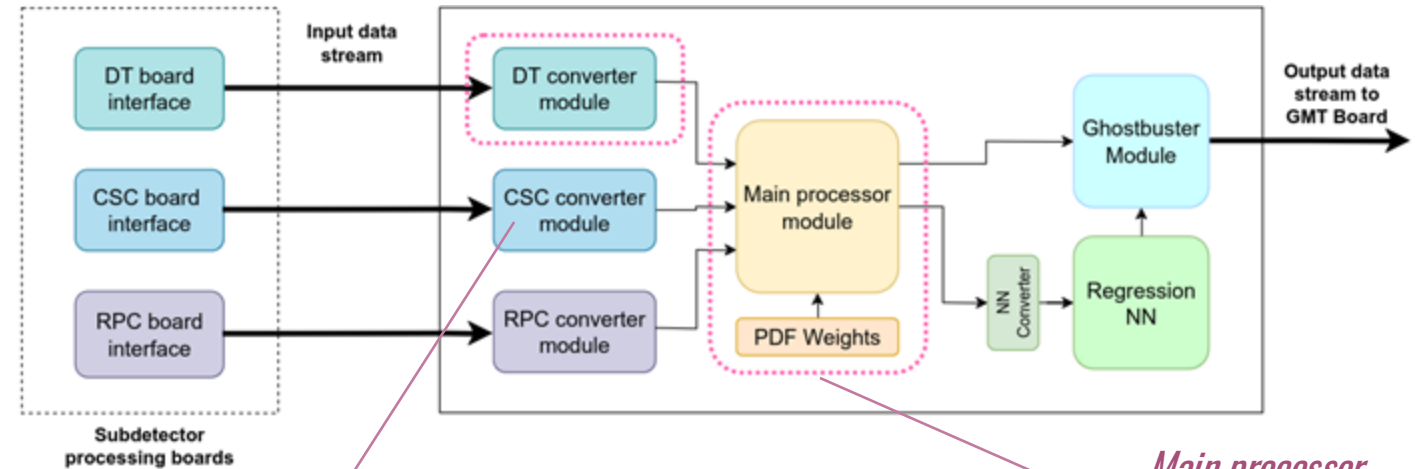 Input data
stream
Output data
stream to
GMT Board
DT board
interface
CSC board
interface
RPC board
interface
Subdetector
processing boards
DT converter
module
CSC converter
module
RPC converter
module
Main processor
module
PDF Weights
NN
Converter
Regression
NN
Ghostbuster
Module
Main processor